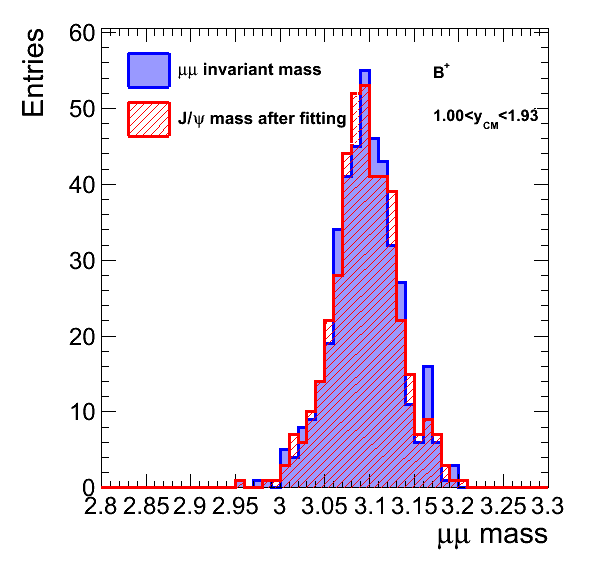 Entries
60
50
40
30
20
10
0
μμ invariant mass
J/ψ mass after fitting
B+
1.00<yCM<1.93
2.8 2.85 2.9 2.95 3 3.05 3.1 3.15 3.2 3.25 3.3
μμ mass